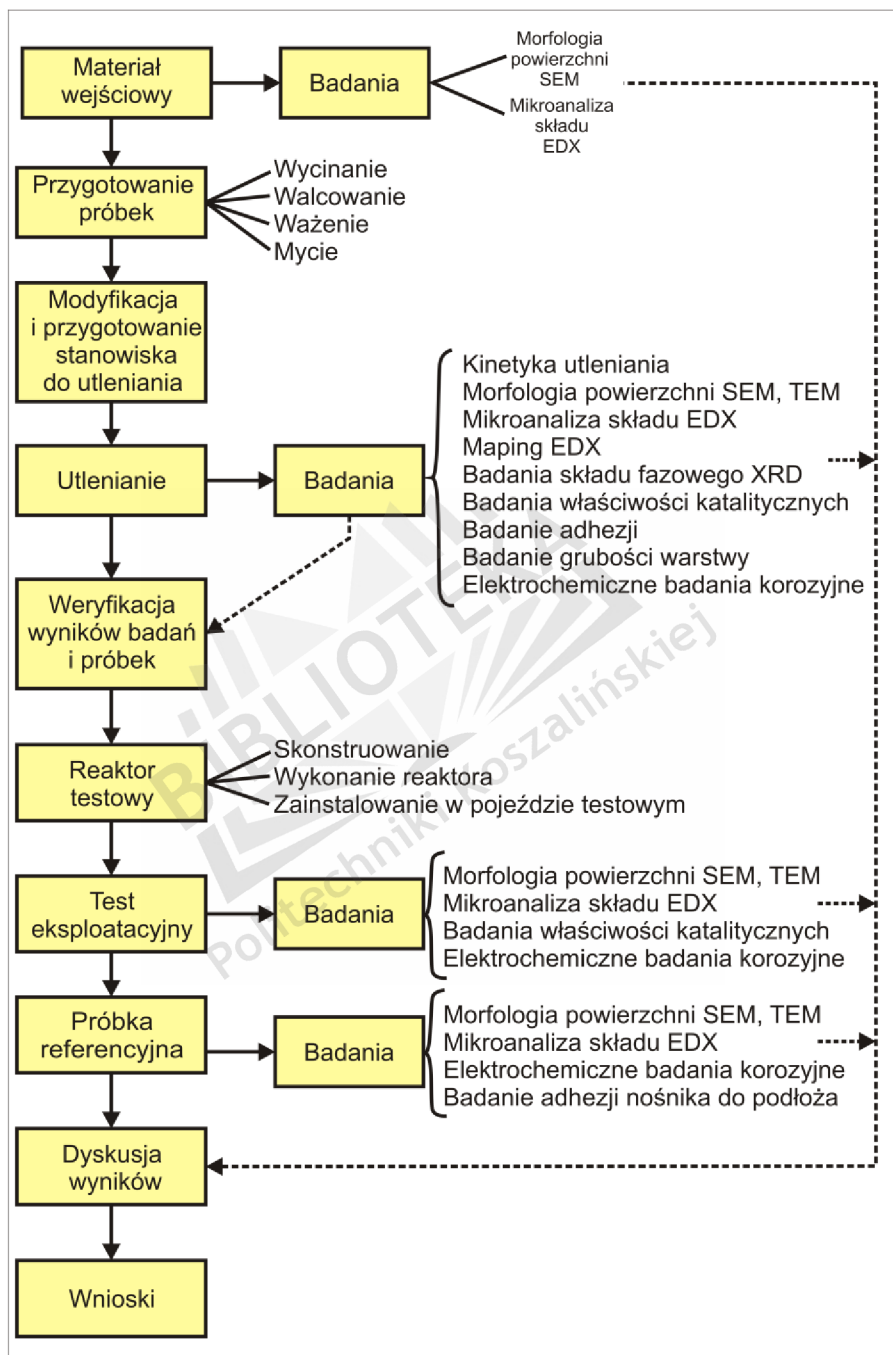 Materiał
wejściowy
Badania
Morfologia
powierzchni
SEM
Mikroanaliza
składu
EDX
Przygotowanie
próbek
Wycinanie
Walcowanie
Ważenie
Mycie
Modyfikacja
i przygotowanie
stanowiska
do utleniania
Utlenianie
Badania
Kinetyka utleniania
Morfologia powierzchni SEM, TEM
Mikroanaliza składu EDX
Maping EDX
Badania składu fazowego XRD
Badania właściwości katalitycznych
Badanie adhezji
Badanie grubości warstwy
Elektrochemiczne badania korozyjne
Weryfikacja
wyników badań
i próbek
Reaktor
testowy
Skonstruowanie
Wykonanie reaktora
Zainstalowanie w pojeździe testowym
Test
eksploatacyjny
Badania
Morfologia powierzchni SEM, TEM
Mikroanaliza składu EDX
Badania właściwości katalitycznych
Elektrochemiczne badania korozyjne
Próbka
referencyjna
Badania
Morfologia powierzchni SEM, TEM
Mikroanaliza składu EDX
Elektrochemiczne badania korozyjne
Badanie adhezji nośnika do podłoża
Dyskusja
wyników
Wnioski
BIBLIOTEKA
Politechniki Koszalińskiej